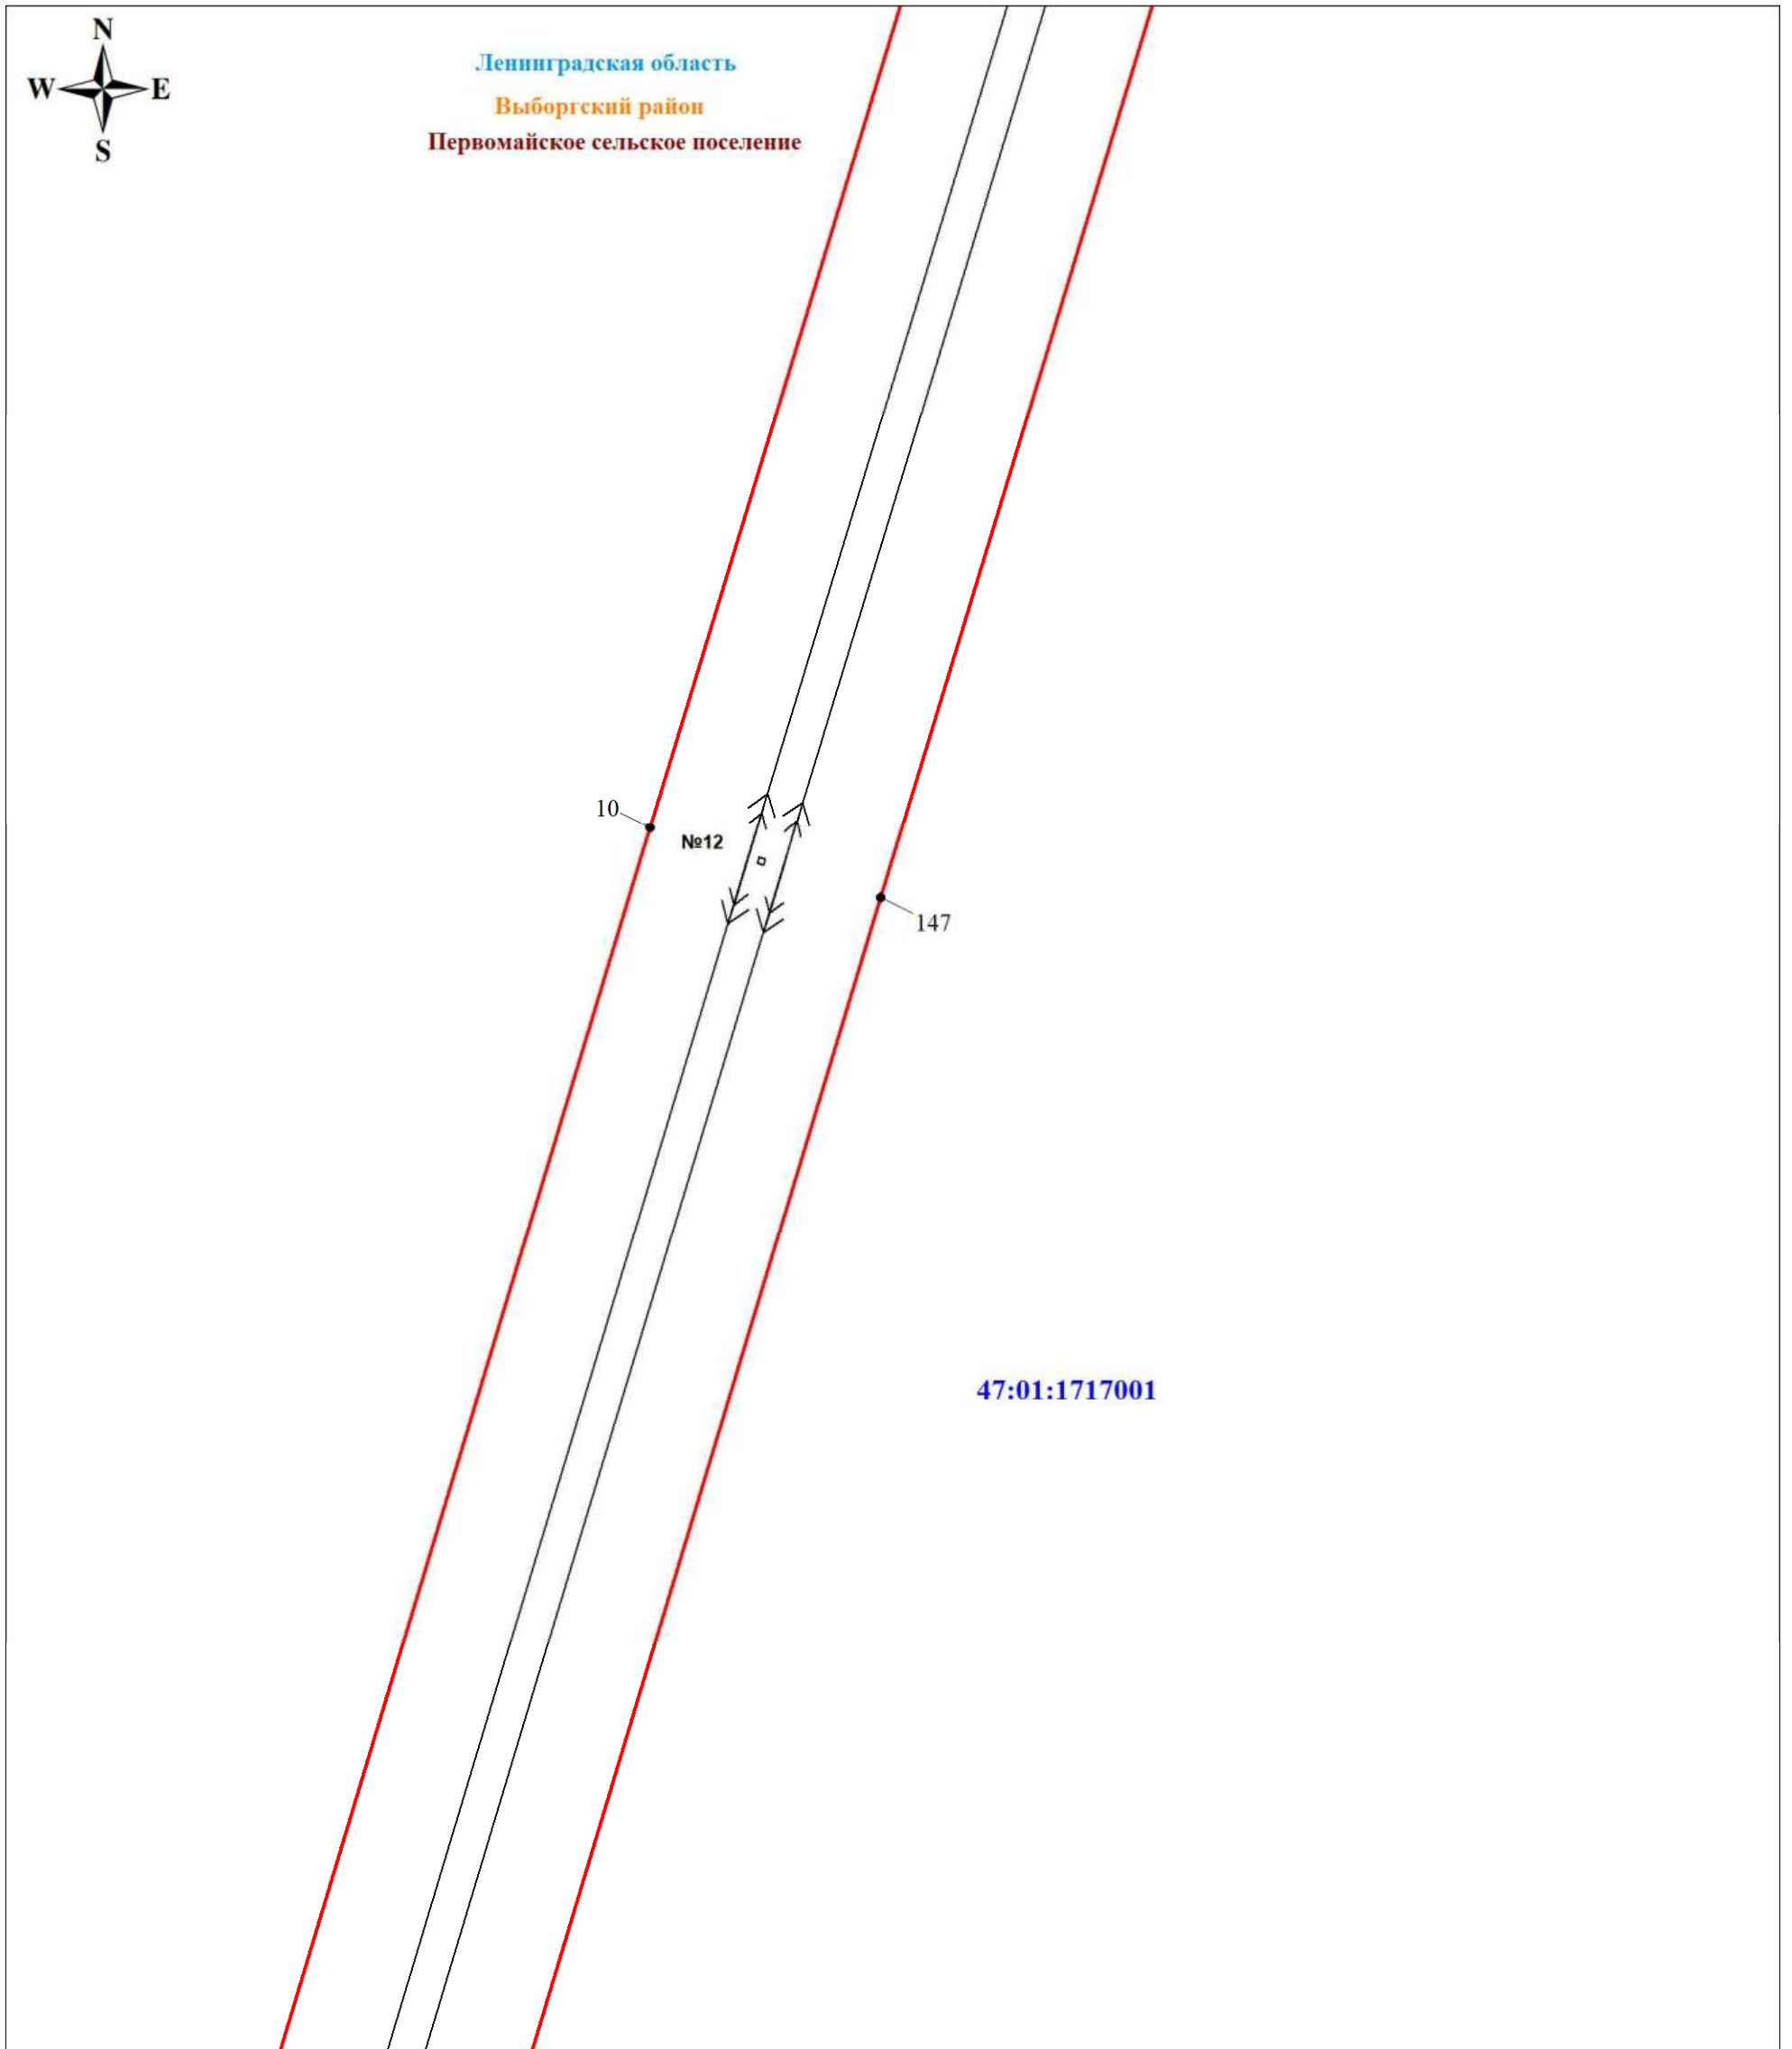 N
W E
S
Ленинградская область
Выборгский район
Первомайское сельское поселение
10
№12
147
47:01:1717001